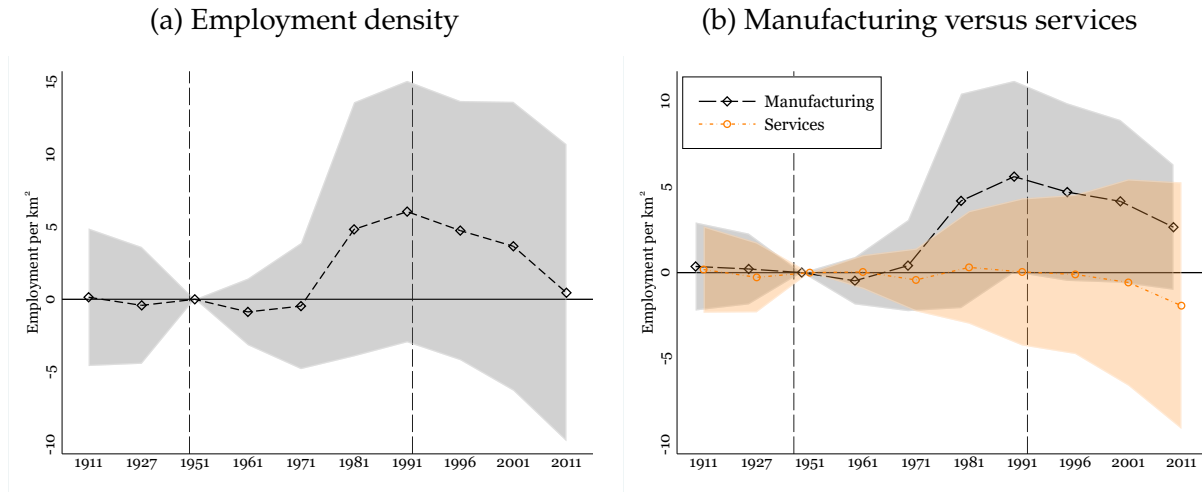 (a) Employment density
(b) Manufacturing versus services
Employment per km²
15
10
5
0
-5
-10
1911 1927 1951 1961 1971 1981 1991 1996 2001 2011
Employment per km²
10
5
0
-5
-10
Manufacturing
Services
1911 1927 1951 1961 1971 1981 1991 1996 2001 2011